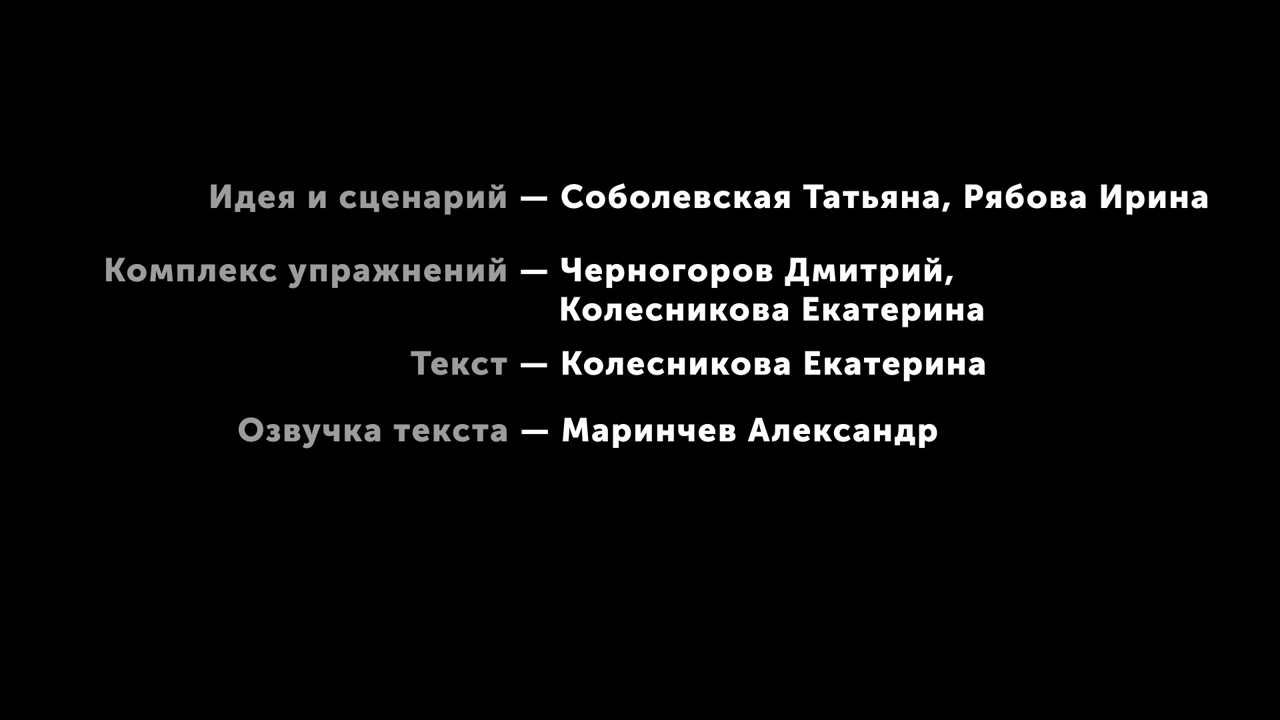 Идея и сценарий — Соболевская Татьяна, Рябова Ирина
Комплекс упражнений — Черногоров Дмитрий,
Колесникова Екатерина
Текст — Колесникова Екатерина
Озвучка текста — Маринчев Александр